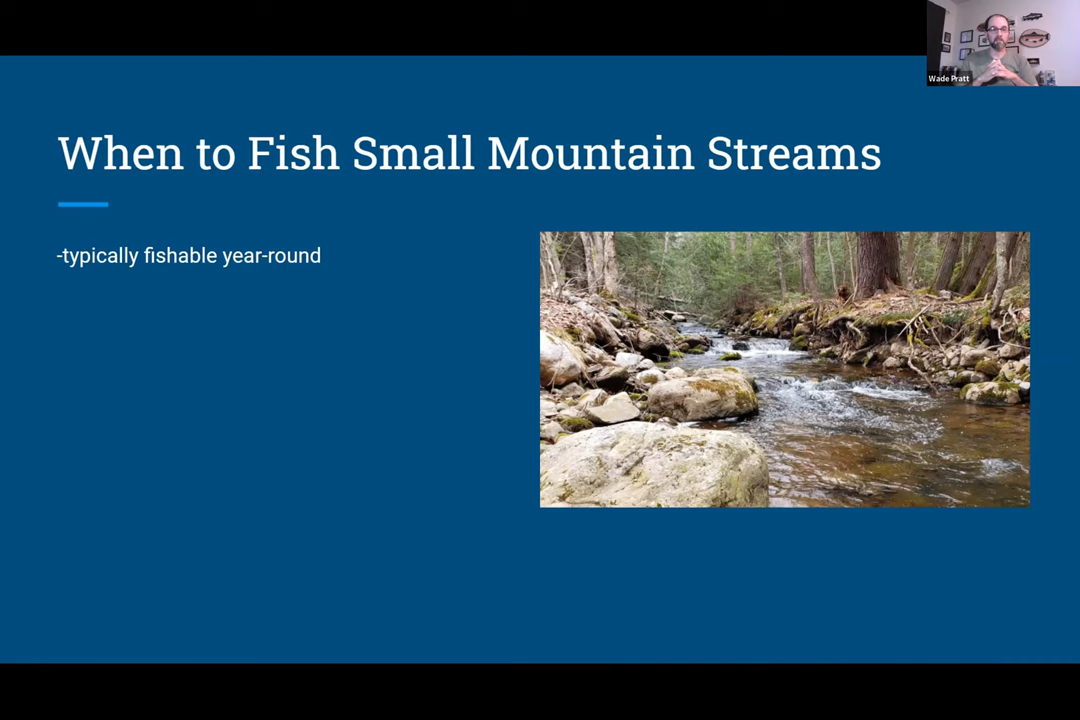 Wade Pratt
When to Fish Small Mountain Streams
-typically fishable year-round